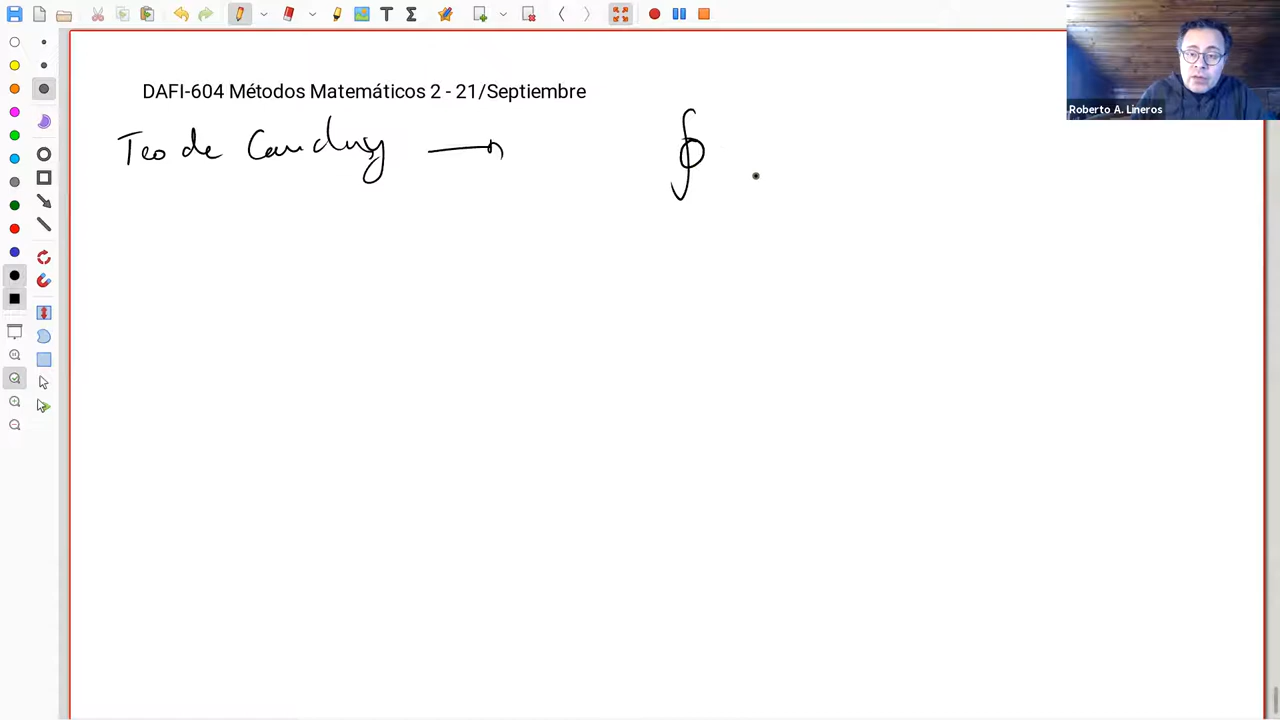 DAFI-604 Métodos Matemáticos 2 - 21/Septiembre
Teo de Cauchy → ∮
Roberto A. Lineros